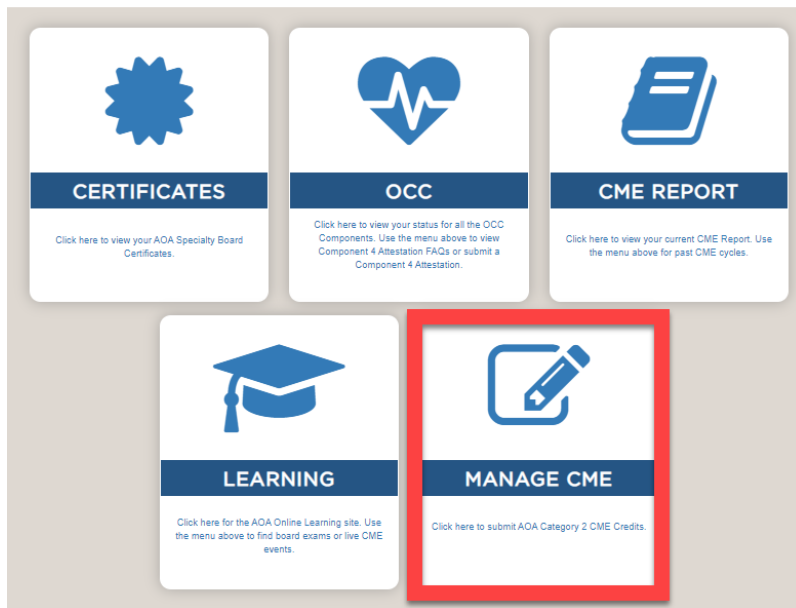 CERTIFICATES
Click here to view your AOA Specialty Board
Certificates.
OCC
Click here to view your status for all the OCC
Components. Use the menu above to view
Component 4 Attestation FAQs or submit a
Component 4 Attestation.
CME REPORT
Click here to view your current CME Report. Use
the menu above for past CME cycles.
LEARNING
Click here for the AOA Online Learning site. Use
the menu above to find board exams or live CME
events.
MANAGE CME
Click here to submit AOA Category 2 CME Credits.